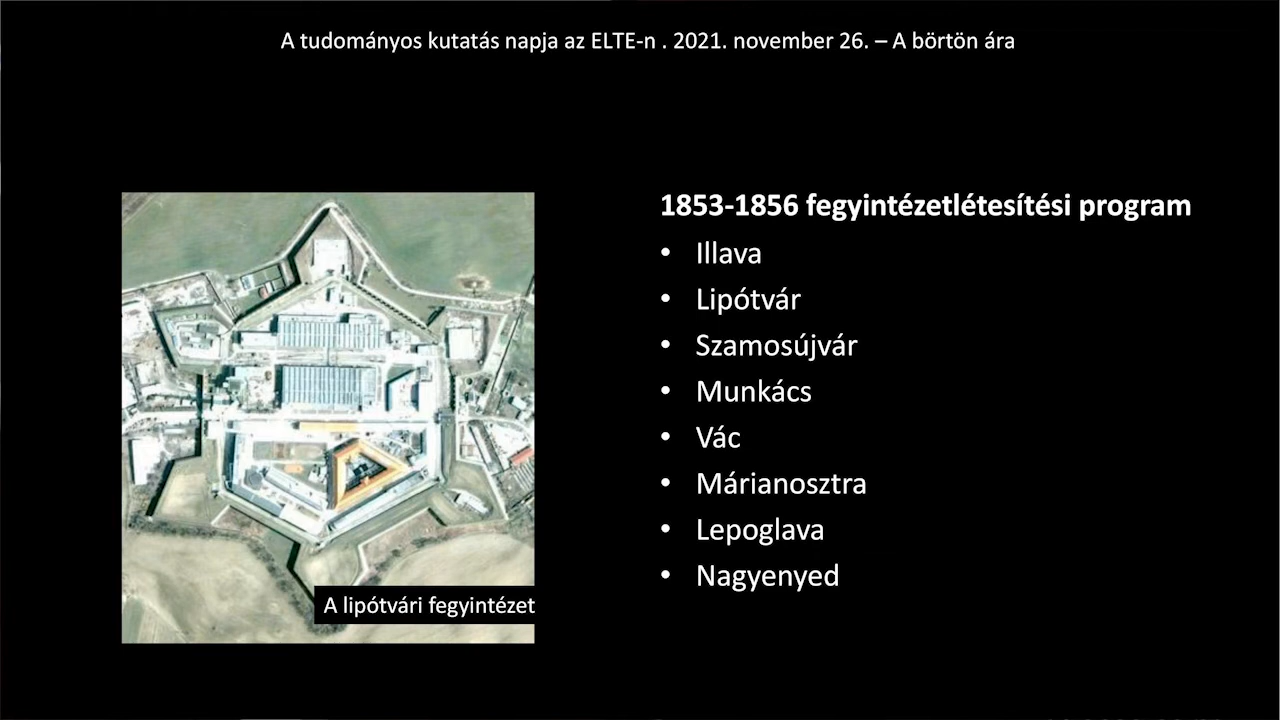 A tudományos kutatás napja az ELTE-n . 2021. november 26. – A börtön ára
1853-1856 fegyintézetlétesítési program
• Illava
• Lipótvár
• Szamosújvár
• Munkács
• Vác
• Márianosztra
• Lepoglava
• Nagyenyed
A lipótvári fegyintézet